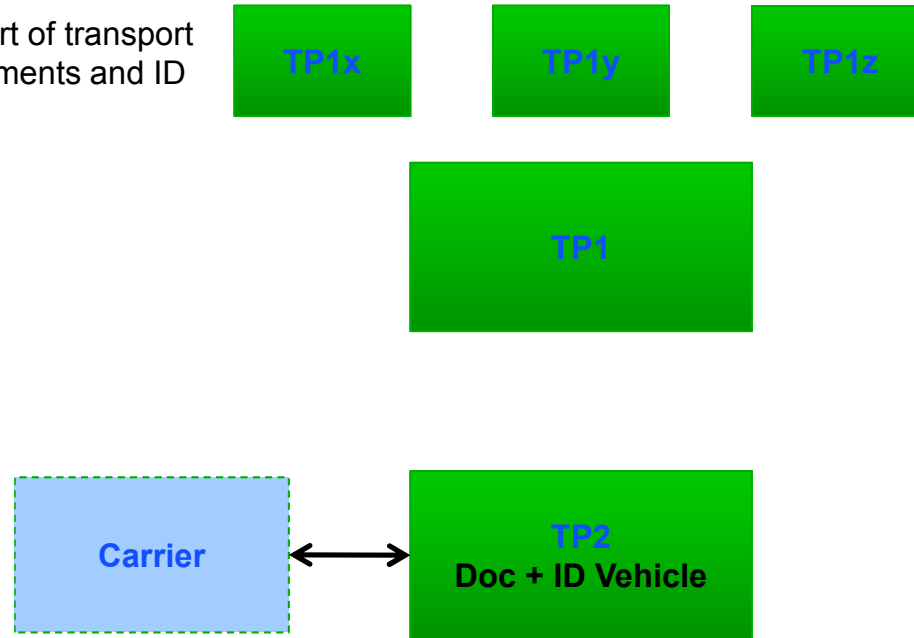 rt of transport
ments and ID
TP1x
TP1y
TP1z
TP1
Carrier
TP2
Doc + ID Vehicle